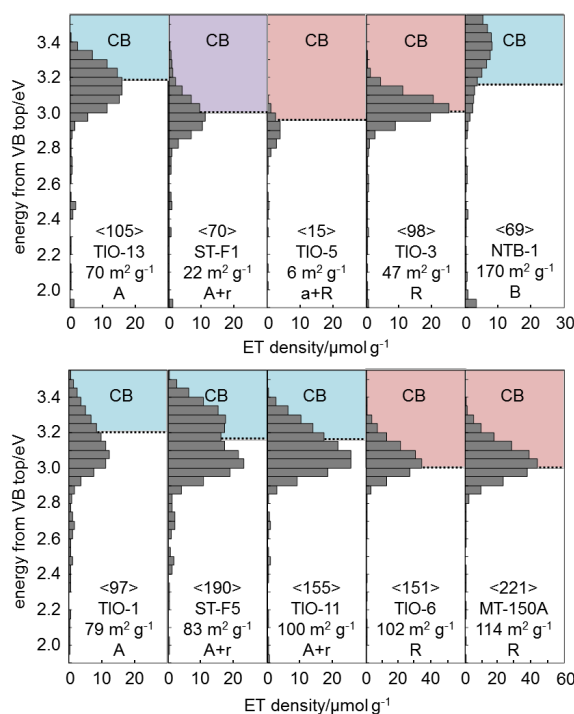 energy from VB top/eV
3.4
3.2
3.0
2.8
2.6
2.4
2.2
2.0
CB
<105>
TIO-13
70 m² g⁻¹
A
CB
<70>
ST-F1
22 m² g⁻¹
A+r
CB
<15>
TIO-5
6 m² g⁻¹
a+R
CB
<98>
TIO-3
47 m² g⁻¹
R
CB
<69>
NTB-1
170 m² g⁻¹
B
0 10 20 0 10 20 0 10 20 0 10 20 0 10 20 30
ET density/μmol g⁻¹
energy from VB top/eV
3.4
3.2
3.0
2.8
2.6
2.4
2.2
2.0
CB
<97>
TIO-1
79 m² g⁻¹
A
CB
<190>
ST-F5
83 m² g⁻¹
A+r
CB
<155>
TIO-11
100 m² g⁻¹
A+r
CB
<151>
TIO-6
102 m² g⁻¹
R
CB
<221>
MT-150A
114 m² g⁻¹
R
0 10 20 0 10 20 0 10 20 0 20 40 0 20 40 60
ET density/μmol g⁻¹